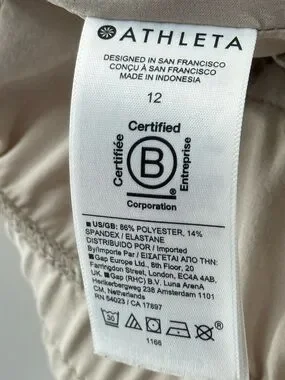 ATHLETA
DESIGNED IN SAN FRANCISCO
CONÇU À SAN FRANCISCO
MADE IN INDONESIA
12
Certified
Certifiée
B
Entreprise
Corporation
US/GB: 86% POLYESTER, 14%
SPANDEX / ELASTANE
DISTRIBUIDO POR / Imported
By/Importe Par / ΕΙΣΑΓΕΤΑΙ ΑΠΟ ΤΗΝ
Gap Europe Ltd., 6th Floor, 20
Farringdon Street, London, EC4A 4AB,
UK. Gap (RHC) B.V. Luna ArenA
Herikerbergweg 238 Amsterdam 1101
CM, Netherlands
RN 54023 / CA 17897
30
1166